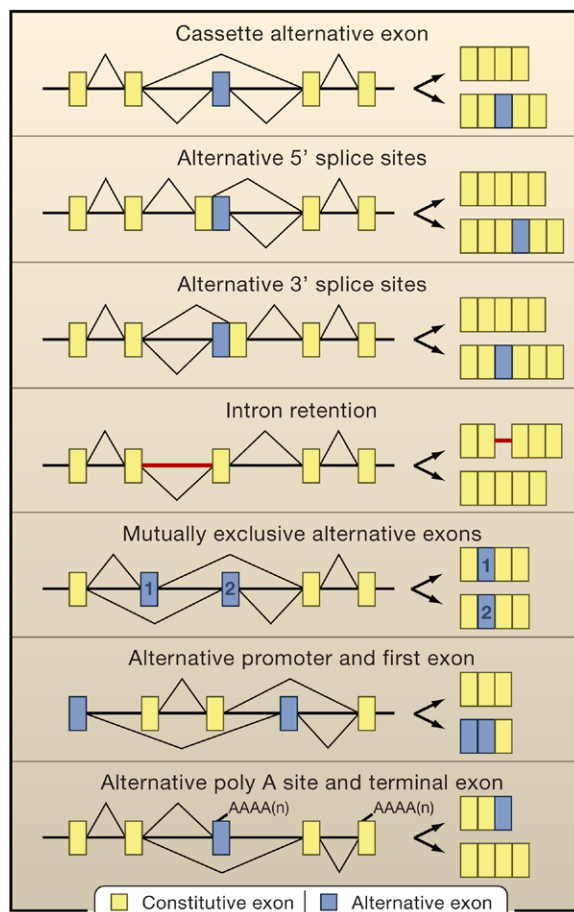 Cassette alternative exon
Alternative 5' splice sites
Alternative 3' splice sites
Intron retention
Mutually exclusive alternative exons
1
2
1
2
Alternative promoter and first exon
Alternative poly A site and terminal exon
AAAA(n)
AAAA(n)
Constitutive exon
Alternative exon